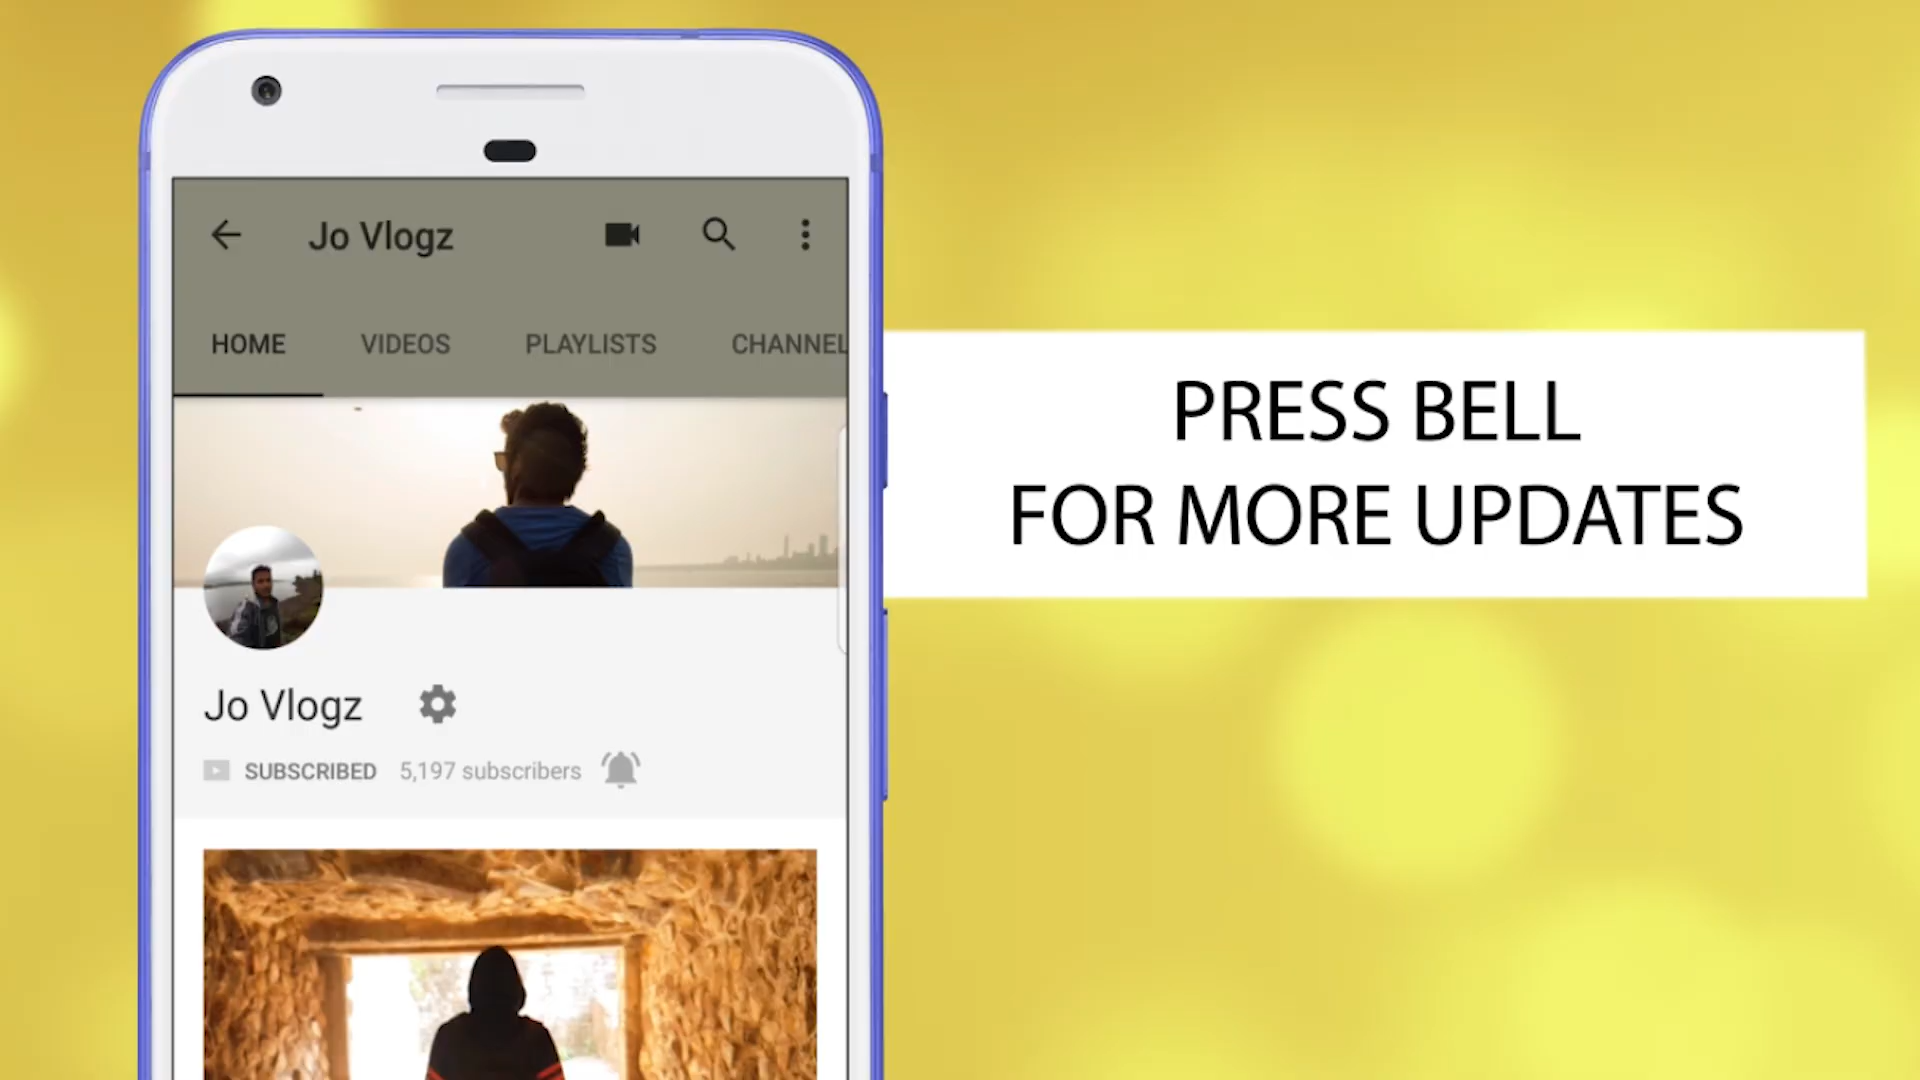 Jo Vlogz
HOME VIDEOS PLAYLISTS CHANNEL
PRESS BELL
FOR MORE UPDATES
Jo Vlogz
SUBSCRIBED 5,197 subscribers